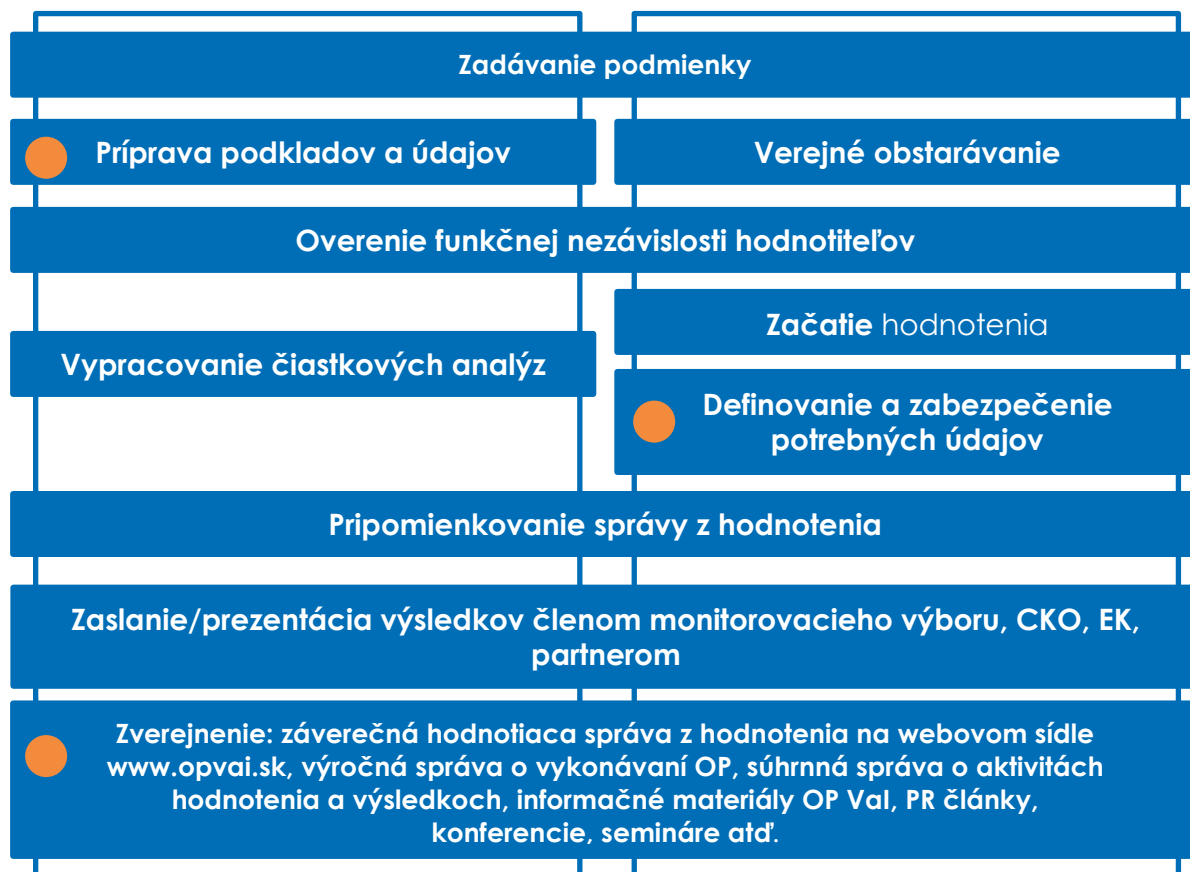 Zadávanie podmienky
Príprava podkladov a údajov
Verejné obstarávanie
Overenie funkčnej nezávislosti hodnotiteľov
Začatie hodnotenia
Vypracovanie čiastkových analýz
Definovanie a zabezpečenie
potrebných údajov
Pripomienkovanie správy z hodnotenia
Zaslanie/prezentácia výsledkov členom monitorovacieho výboru, CKO, EK,
partnerom
Zverejnenie: záverečná hodnotiaca správa z hodnotenia na webovom sídle
www.opvai.sk, výročná správa o vykonávaní OP, súhrnná správa o aktivitách
hodnotenia a výsledkoch, informačné materiály OP VaI, PR články,
konferencie, semináre atď.